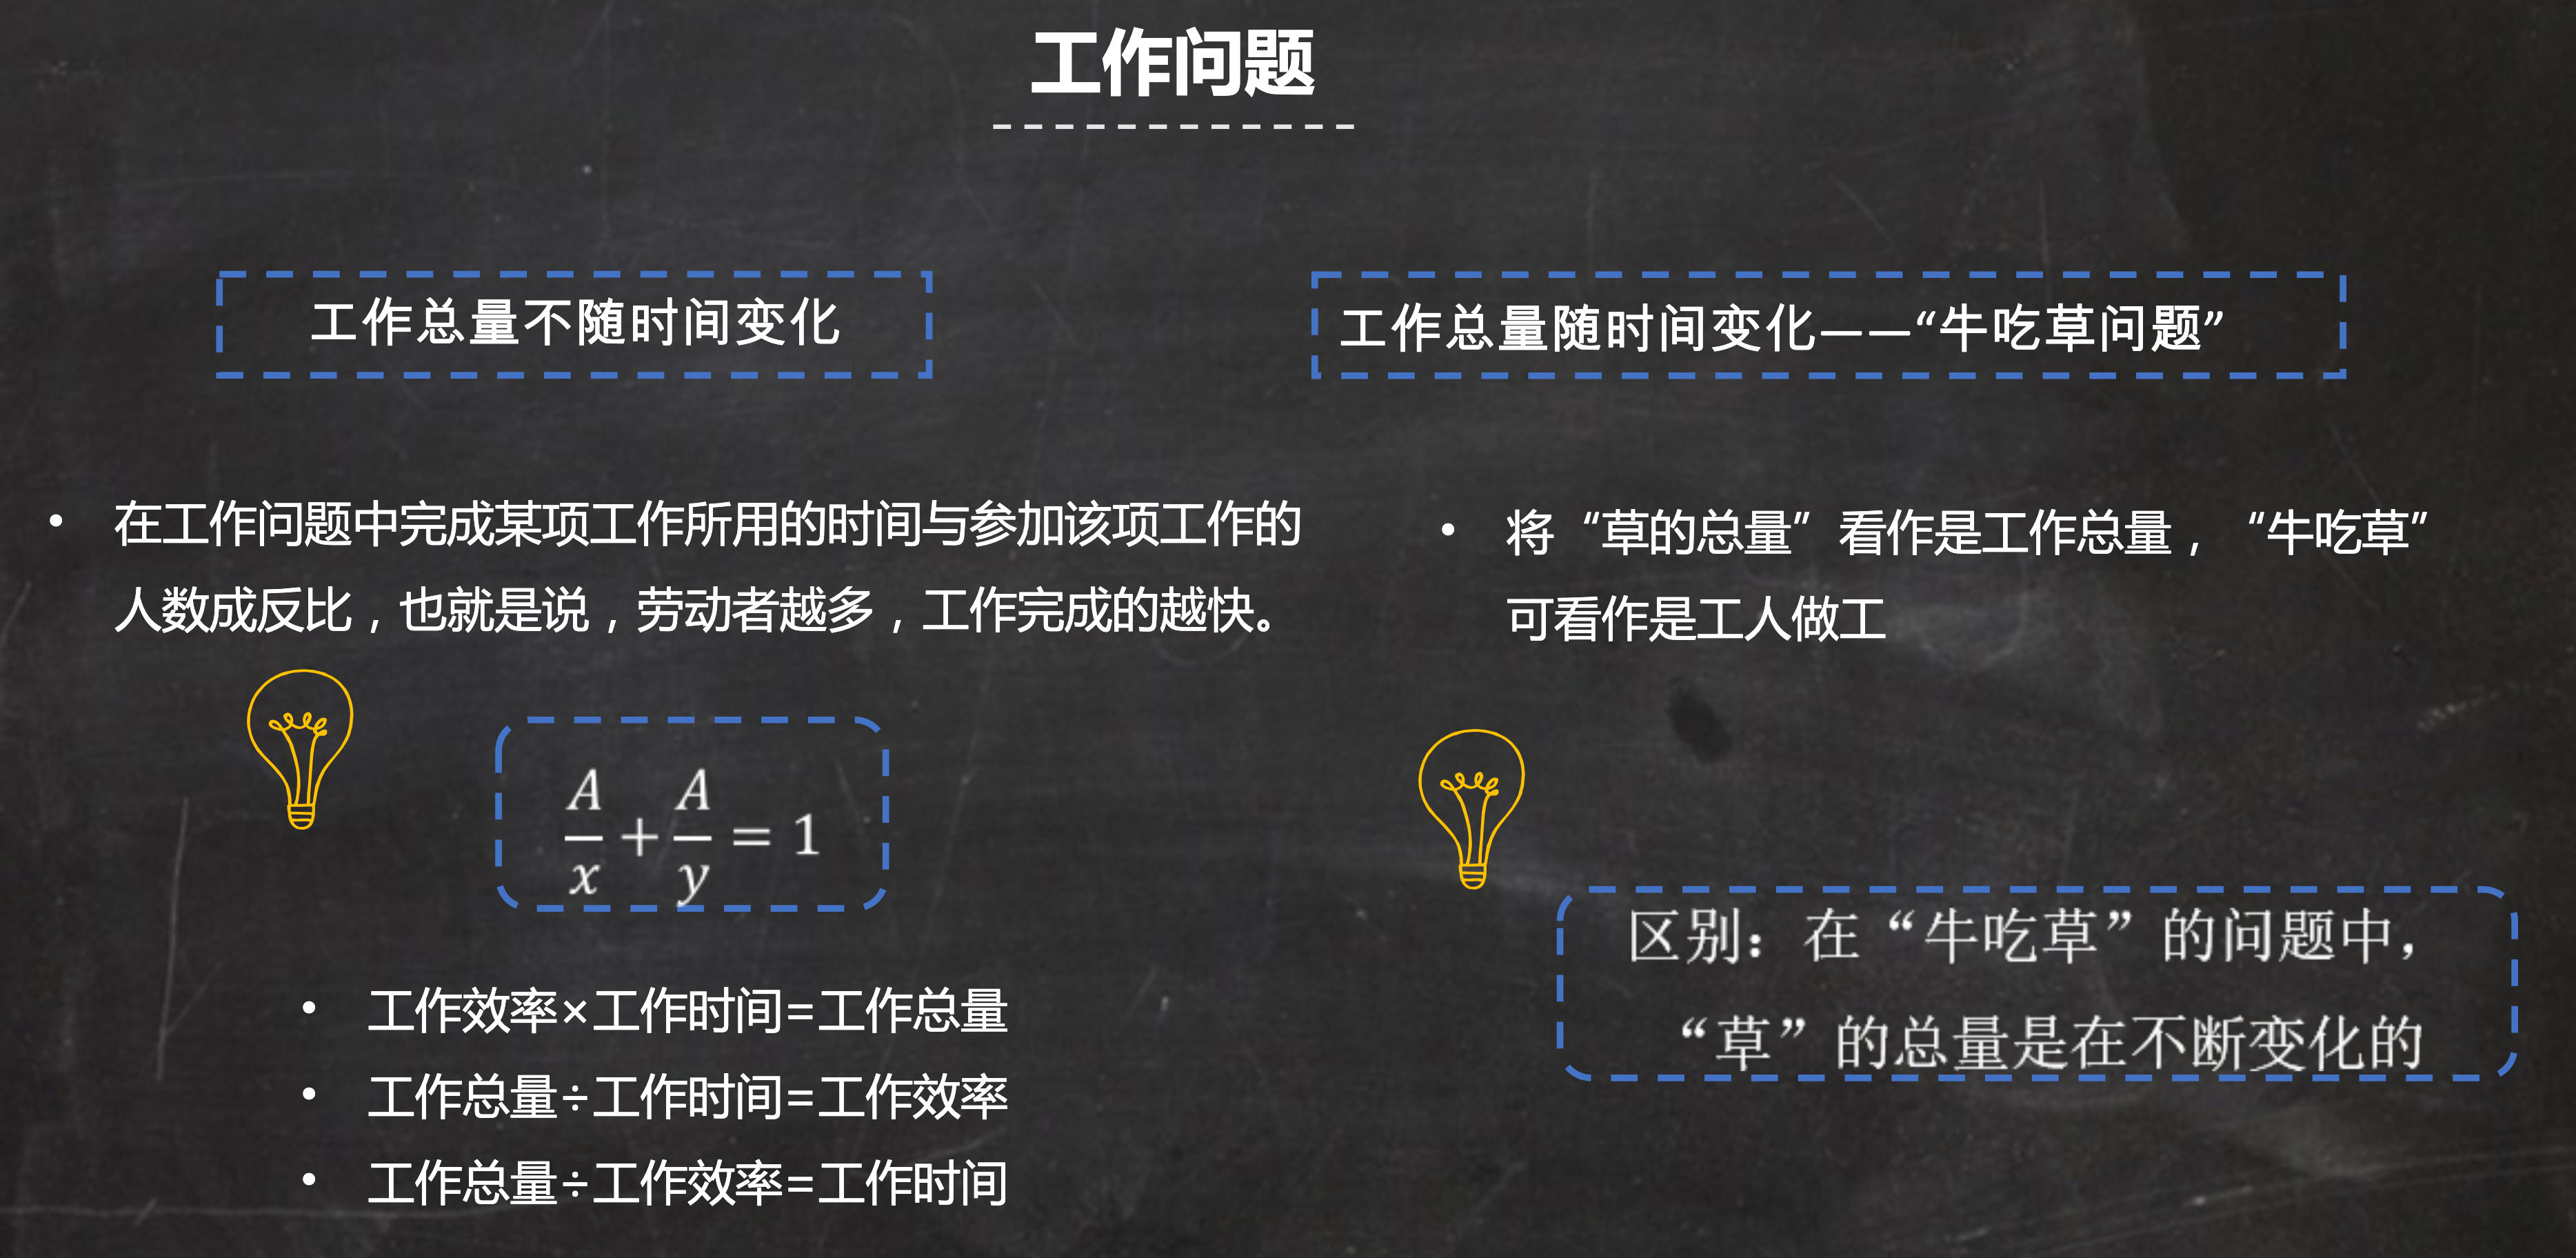 工作问题
工作总量不随时间变化
在工作问题中完成某项工作所用的时间与参加该项工作的
人数成反比，也就是说，劳动者越多，工作完成的越快。
A/x + A/y = 1
工作效率×工作时间=工作总量
工作总量÷工作时间=工作效率
工作总量÷工作效率=工作时间
工作总量随时间变化——“牛吃草问题”
将“草的总量”看作是工作总量，“牛吃草”
可看作是工人做工
区别：在“牛吃草”的问题中，
“草”的总量是在不断变化的